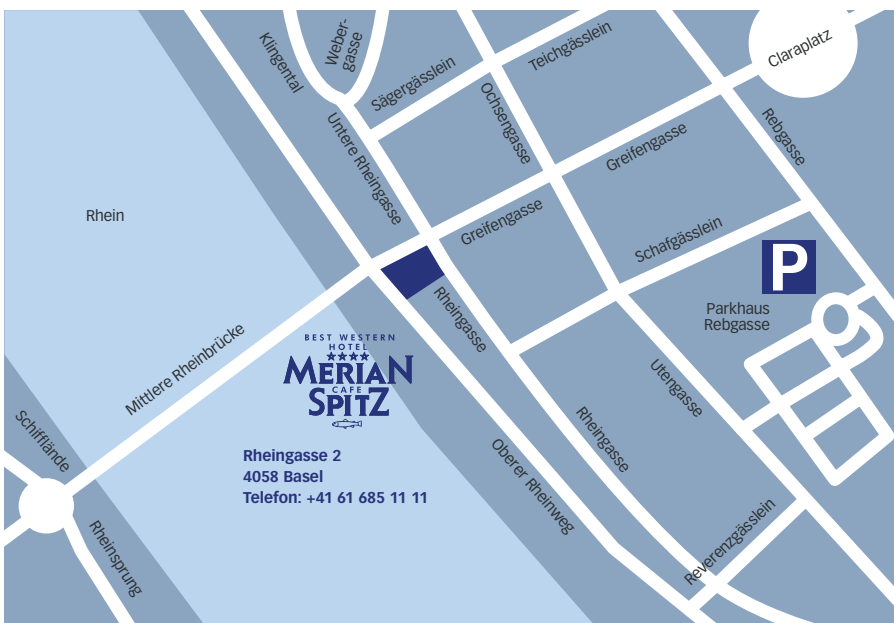 Klingental
Weber-
gasse
Sägergässlein
Teichgässlein
Claraplatz
Ochsengasse
Untere Rheingasse
Rebgasse
Greifengasse
Greifengasse
Rhein
Schafgässlein
P
Parkhaus
Rebgasse
Rheingasse
Mittlere Rheinbrücke
BEST WESTERN
HOTEL
MERIAN
CAFE
SPITZ
Utengasse
Schifflände
Rheingasse
Oberer Rheinweg
Rheingasse 2
4058 Basel
Telefon: +41 61 685 11 11
Rheinsprung
Reverenzgässlein